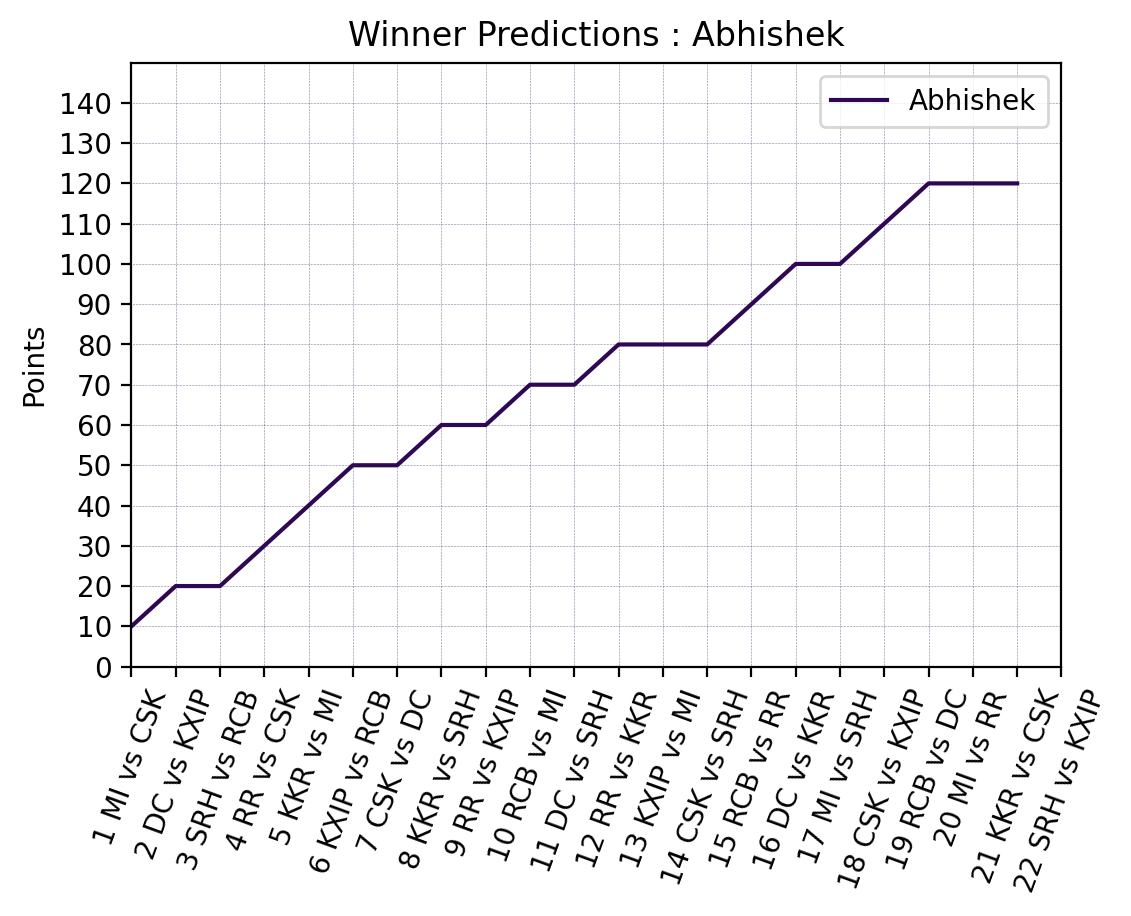 Winner Predictions : Abhishek
Abhishek
Points
140
130
120
110
100
90
80
70
60
50
40
30
20
10
0
1 MI vs CSK
2 DC vs KXIP
3 SRH vs RCB
4 RR vs CSK
5 KKR vs MI
6 KXIP vs RCB
7 CSK vs DC
8 KKR vs SRH
9 RR vs KXIP
10 RCB vs MI
11 DC vs SRH
12 RR vs KKR
13 KXIP vs MI
14 CSK vs SRH
15 RCB vs RR
16 DC vs KKR
17 MI vs SRH
18 CSK vs KXIP
19 RCB vs DC
20 MI vs RR
21 KKR vs CSK
22 SRH vs KXIP